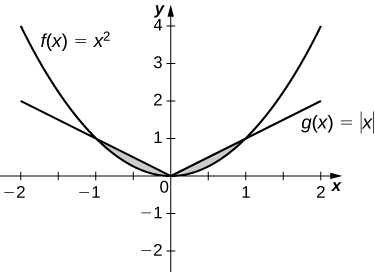 y
4
f(x) = x²
3
2
g(x) = |x|
1
−2 −1 0 1 2 x
−1
−2